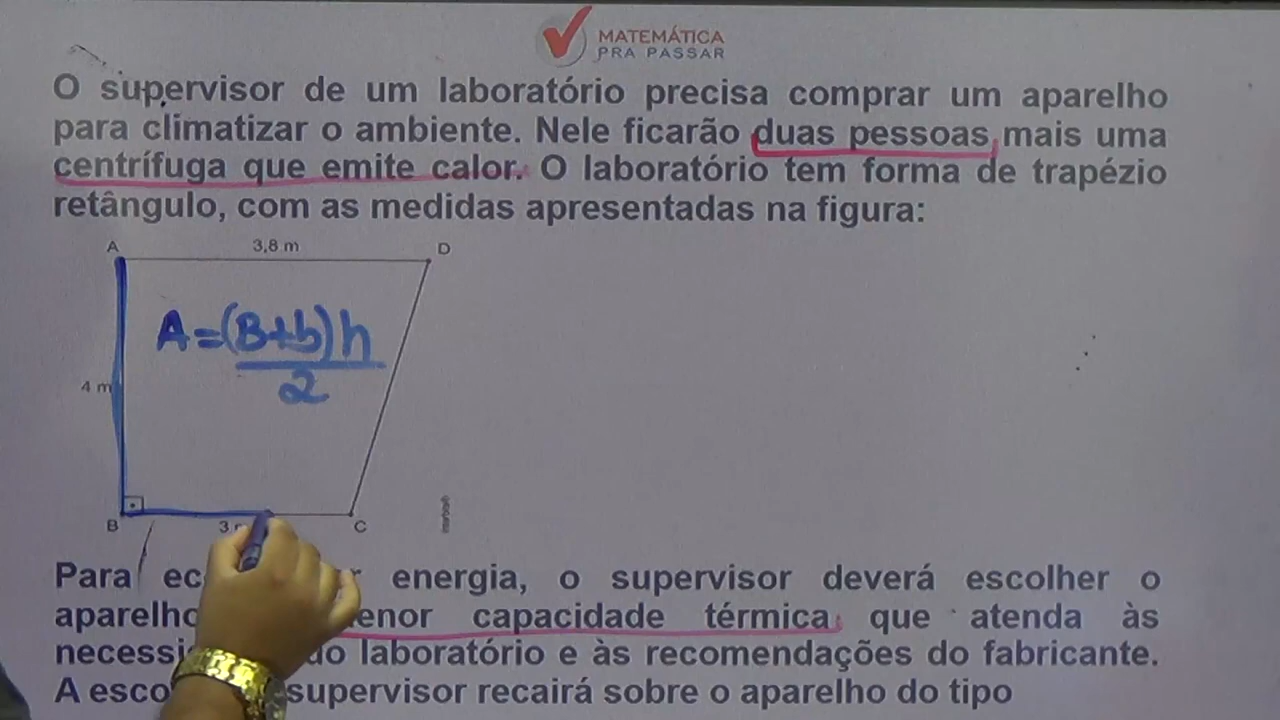 MATEMÁTICA
PRA PASSAR
O supervisor de um laboratório precisa comprar um aparelho
para climatizar o ambiente. Nele ficarão duas pessoas mais uma
centrífuga que emite calor. O laboratório tem forma de trapézio
retângulo, com as medidas apresentadas na figura:
A 3,8 m D
A = (B+b)h
2
4 m
B 3 C
Para energia, o supervisor deverá escolher o
aparelho capacidade térmica que atenda às
laboratório e às recomendações do fabricante.
A supervisor recairá sobre o aparelho do tipo